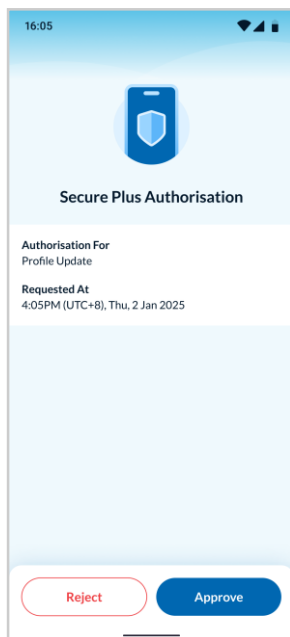 16:05
Secure Plus Authorisation
Authorisation For
Profile Update
Requested At
4:05PM (UTC+8), Thu, 2 Jan 2025
Reject
Approve